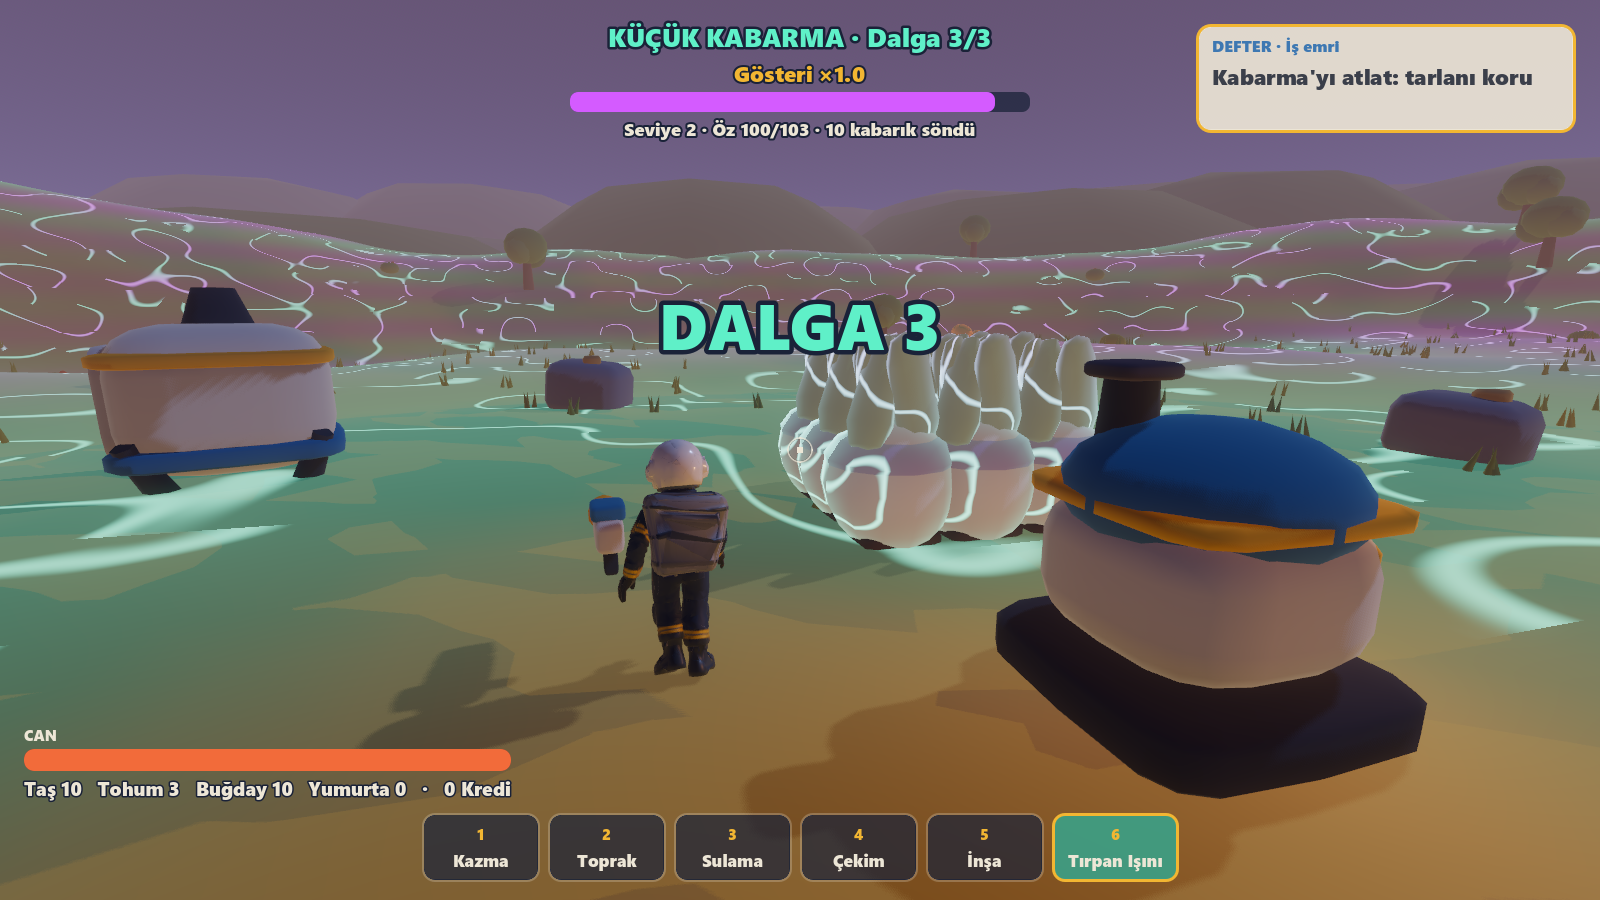 KÜÇÜK KABARMA · Dalga 3/3
Gösteri ×1.0
Seviye 2 · Öz 100/103 · 10 kabarık söndü
DEFTER · İş emri
Kabarma'yı atlat: tarlanı koru
DALGA 3
CAN
Taş 10 Tohum 3 Buğday 10 Yumurta 0 · 0 Kredi
1
Kazma
2
Toprak
3
Sulama
4
Çekim
5
İnşa
6
Tırpan Işını